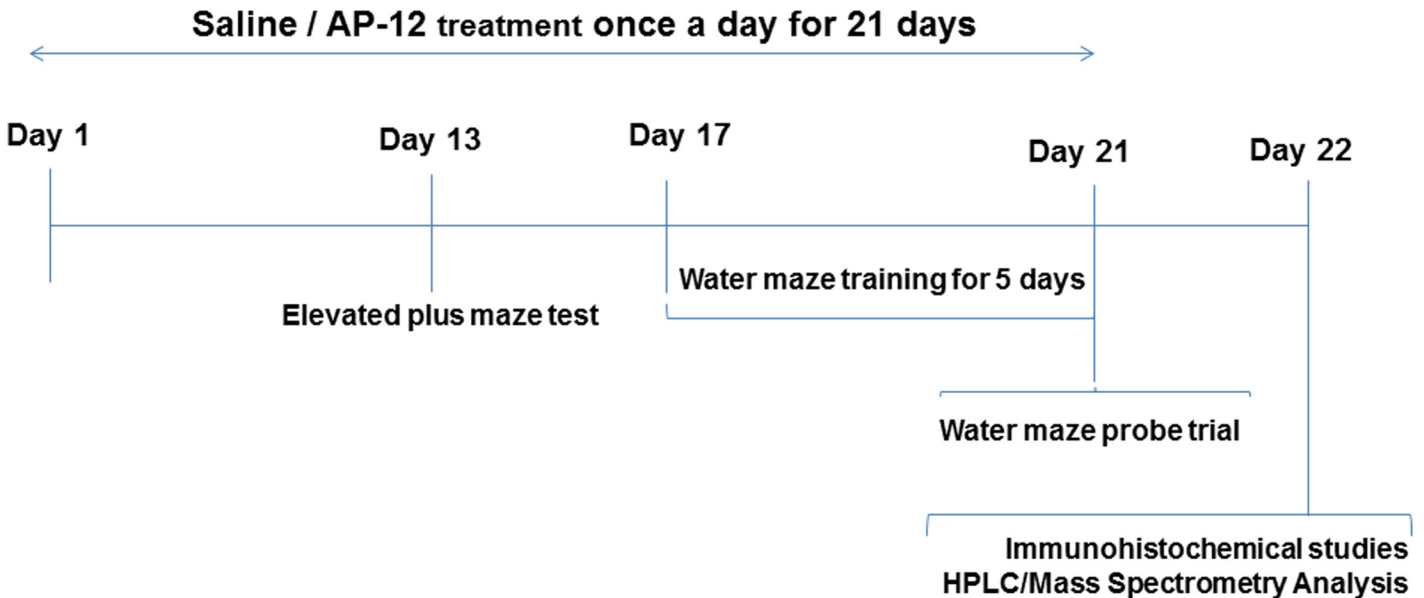 Saline / AP-12 treatment once a day for 21 days
Day 1
Day 13
Day 17
Day 21
Day 22
Elevated plus maze test
Water maze training for 5 days
Water maze probe trial
Immunohistochemical studies
HPLC/Mass Spectrometry Analysis